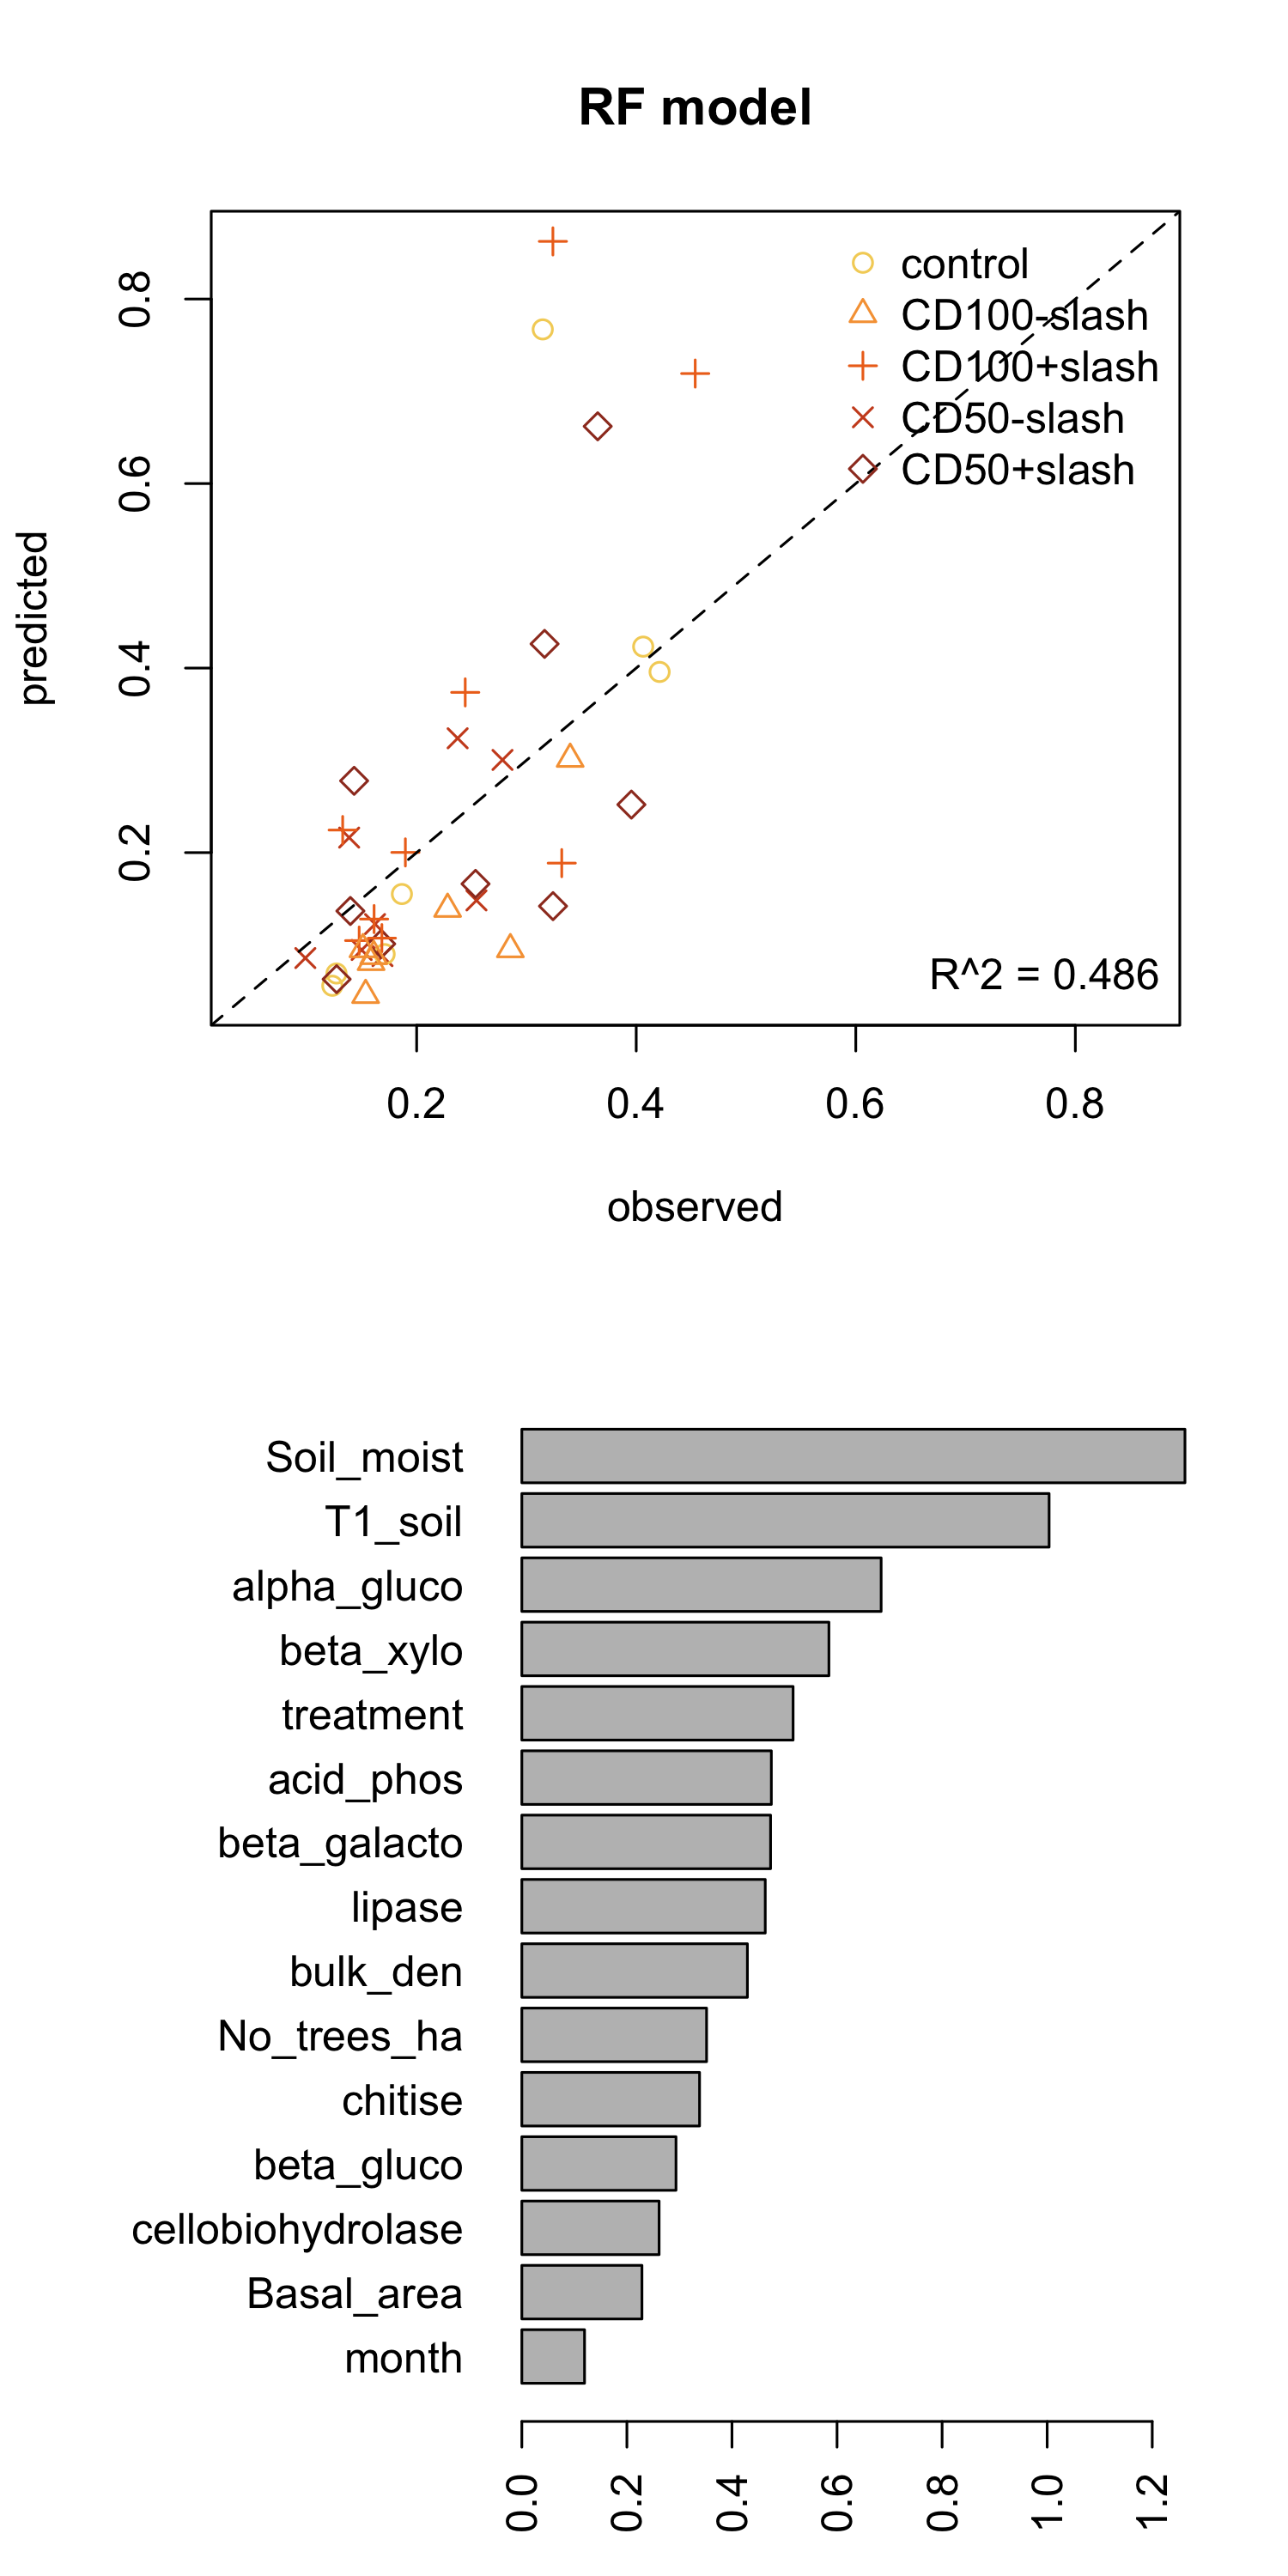 RF model
control
CD100-slash
CD100+slash
CD50-slash
CD50+slash
R^2 = 0.486
predicted
0.8
0.6
0.4
0.2
0.2 0.4 0.6 0.8
observed
Soil_moist
T1_soil
alpha_gluco
beta_xylo
treatment
acid_phos
beta_galacto
lipase
bulk_den
No_trees_ha
chitise
beta_gluco
cellobiohydrolase
Basal_area
month
0.0 0.2 0.4 0.6 0.8 1.0 1.2